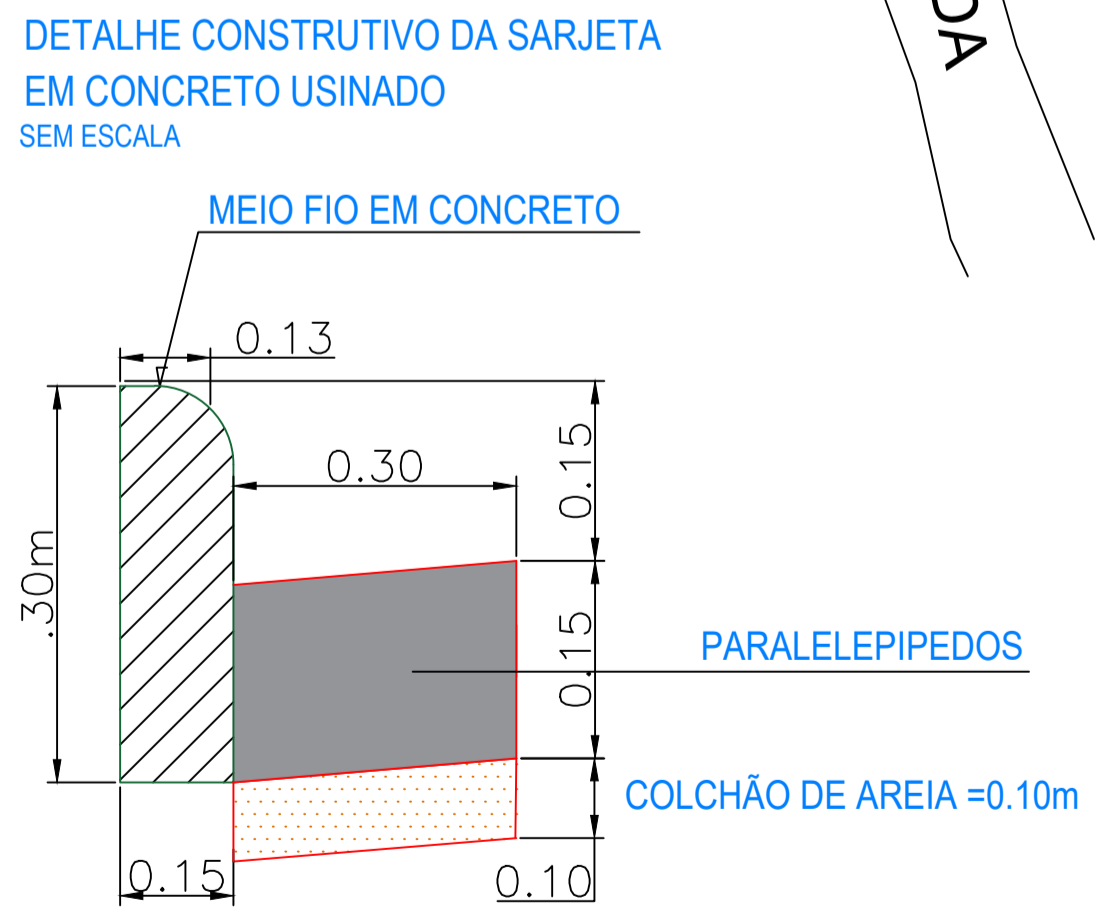 DETALHE CONSTRUTIVO DA SARJETA
EM CONCRETO USINADO
SEM ESCALA
DA
MEIO FIO EM CONCRETO
0.13
0.15
0.30
.30m
0.15
PARALELEPIPEDOS
COLCHÃO DE AREIA =0.10m
0.15
0.10